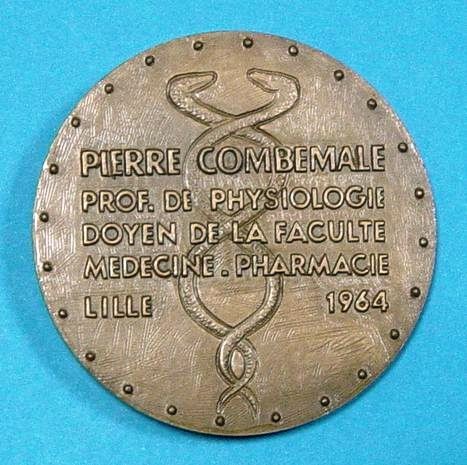 PIERRE COMBEMALE
PROF. DE PHYSIOLOGIE
DOYEN DE LA FACULTE
MEDECINE. PHARMACIE
LILLE 1964